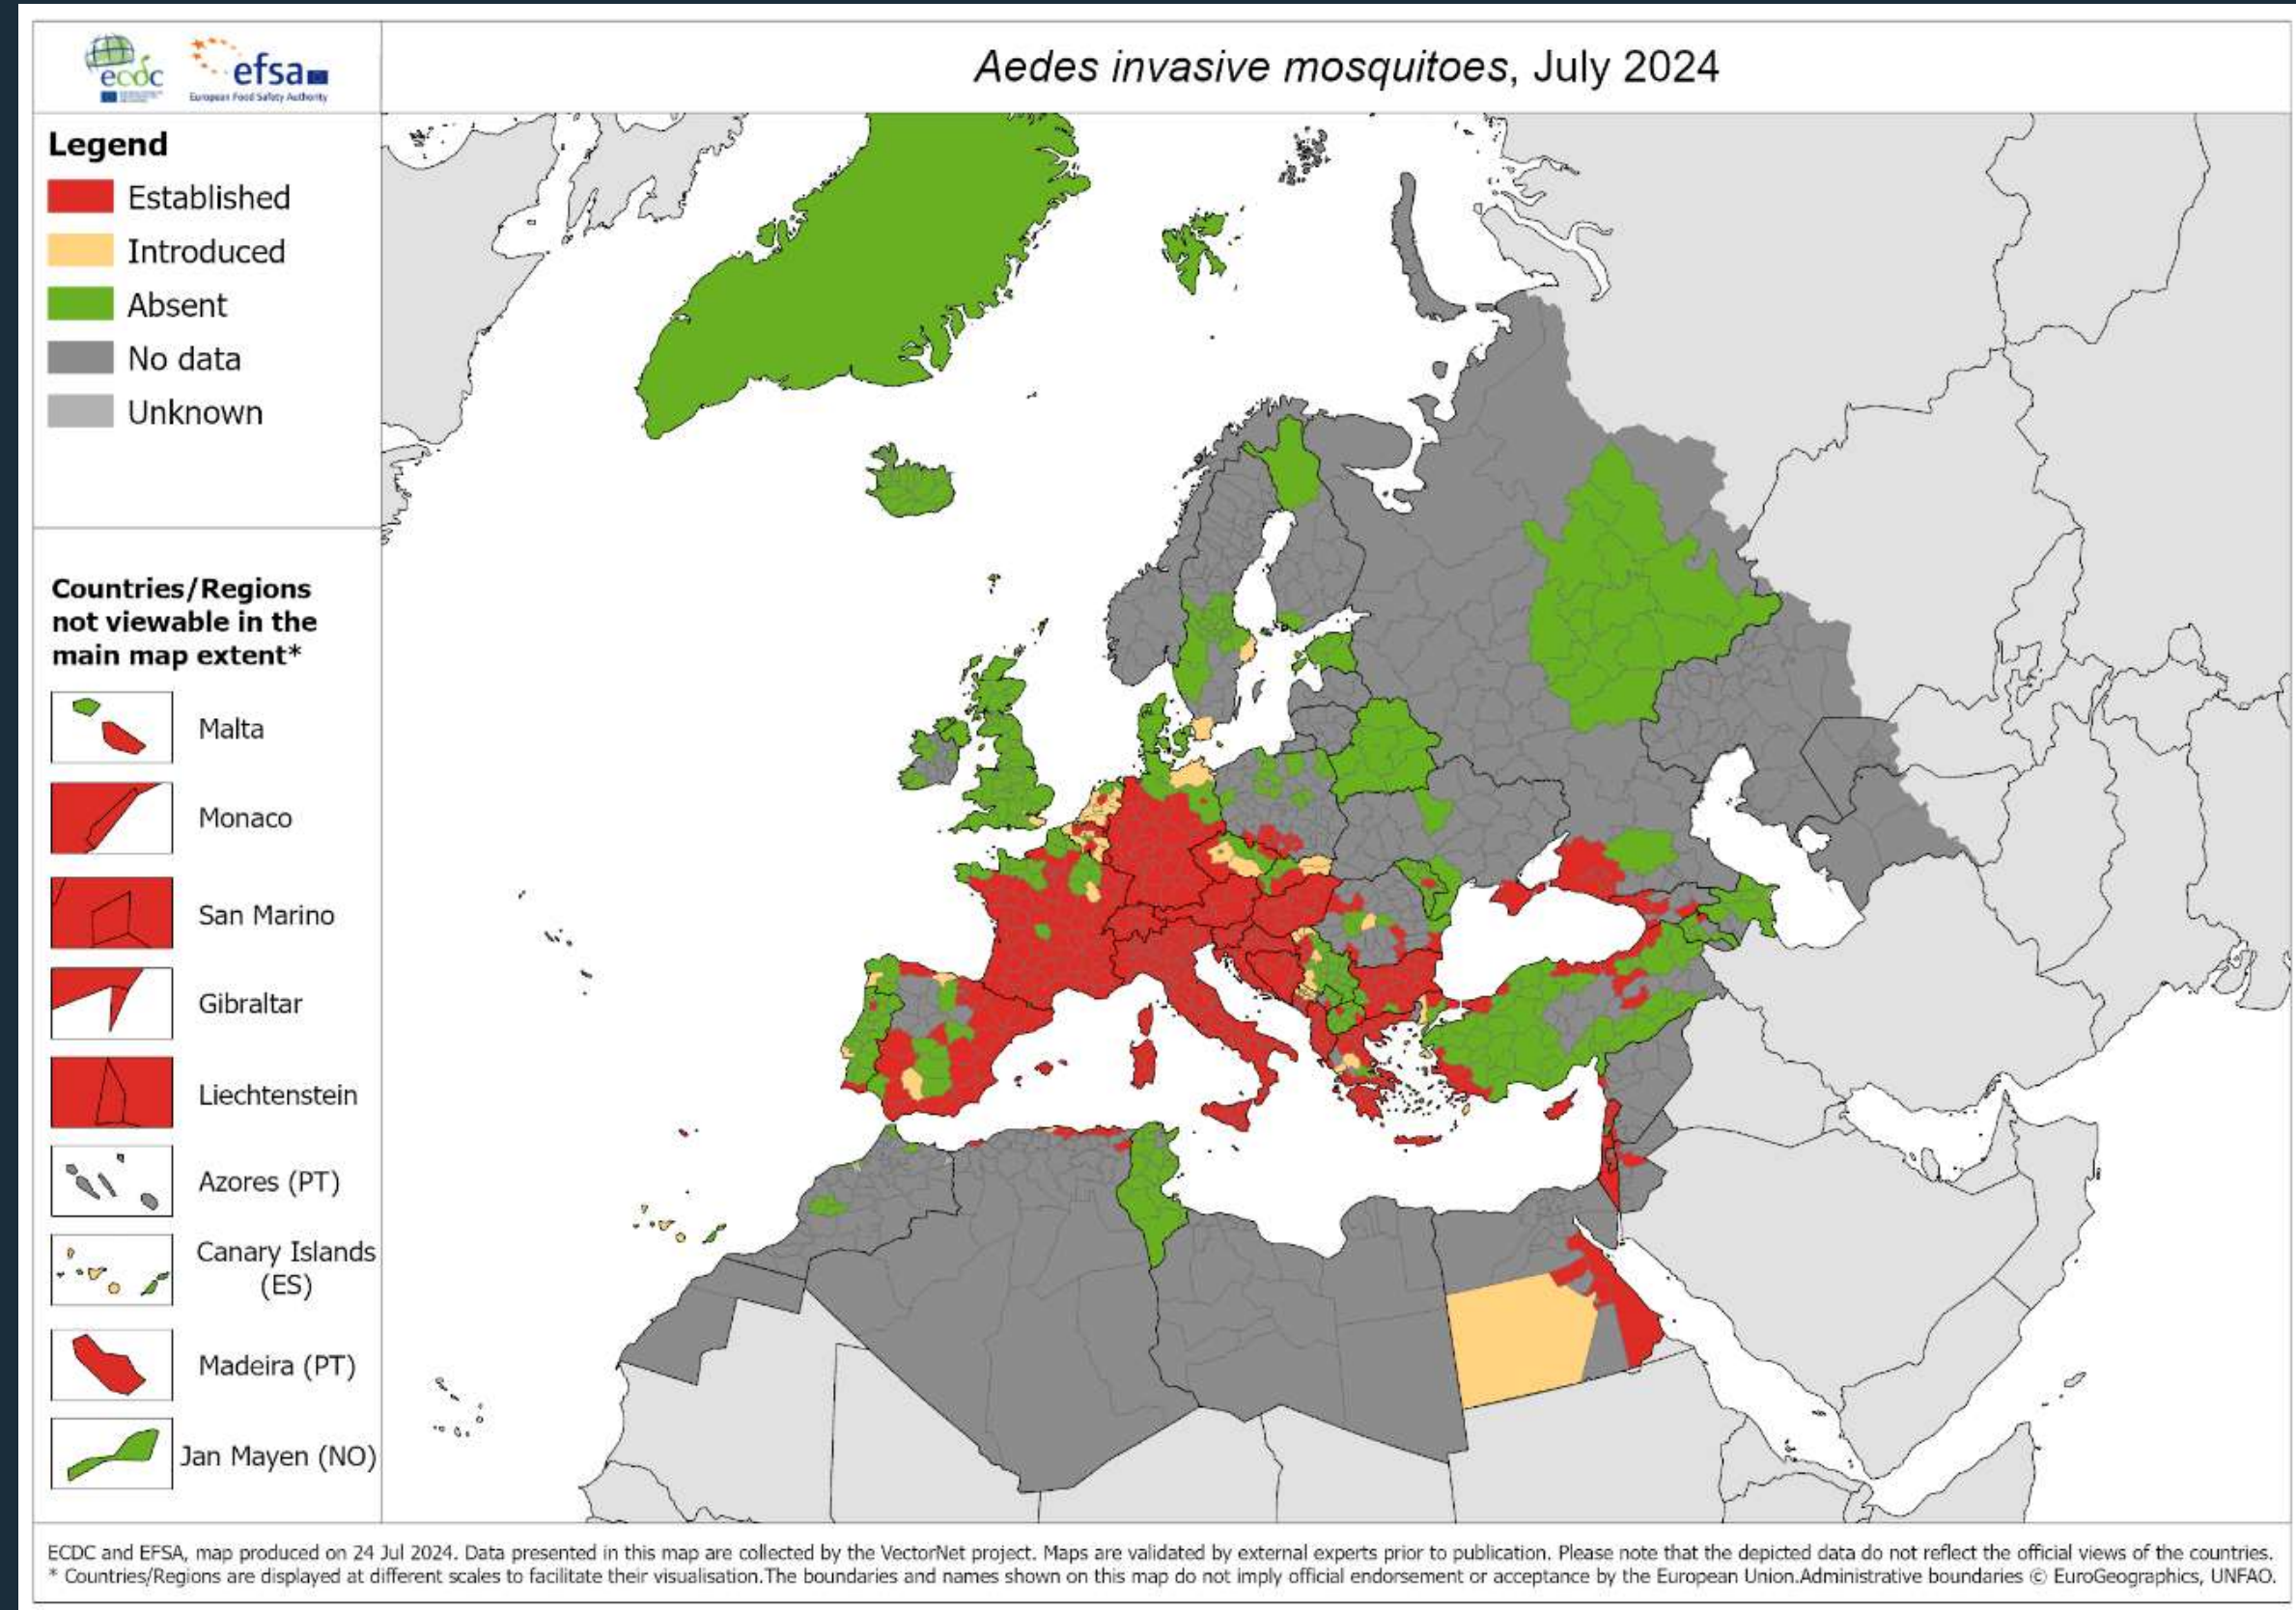 ecdc
efsa
European Food Safety Authority
Aedes invasive mosquitoes, July 2024
Legend
Established
Introduced
Absent
No data
Unknown
Countries/Regions
not viewable in the
main map extent*
Malta
Monaco
San Marino
Gibraltar
Liechtenstein
Azores (PT)
Canary Islands
(ES)
Madeira (PT)
Jan Mayen (NO)
ECDC and EFSA, map produced on 24 Jul 2024. Data presented in this map are collected by the VectorNet project. Maps are validated by external experts prior to publication. Please note that the depicted data do not reflect the official views of the countries.
* Countries/Regions are displayed at different scales to facilitate their visualisation.The boundaries and names shown on this map do not imply official endorsement or acceptance by the European Union.Administrative boundaries © EuroGeographics, UNFAO.